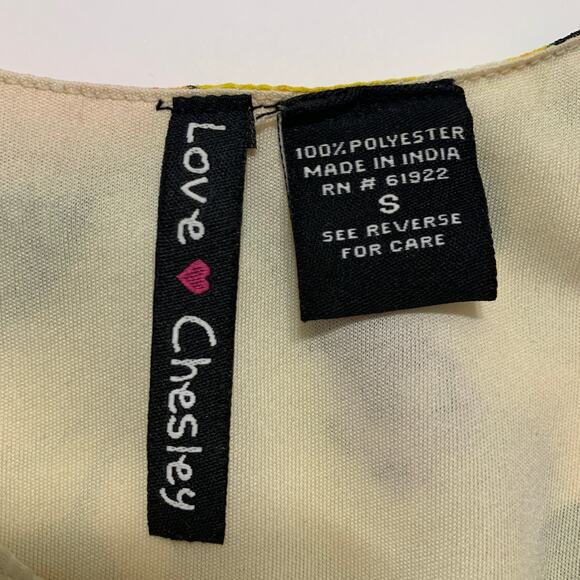 Love ♥ Chesley
100% POLYESTER
MADE IN INDIA
RN # 61922
S
SEE REVERSE
FOR CARE